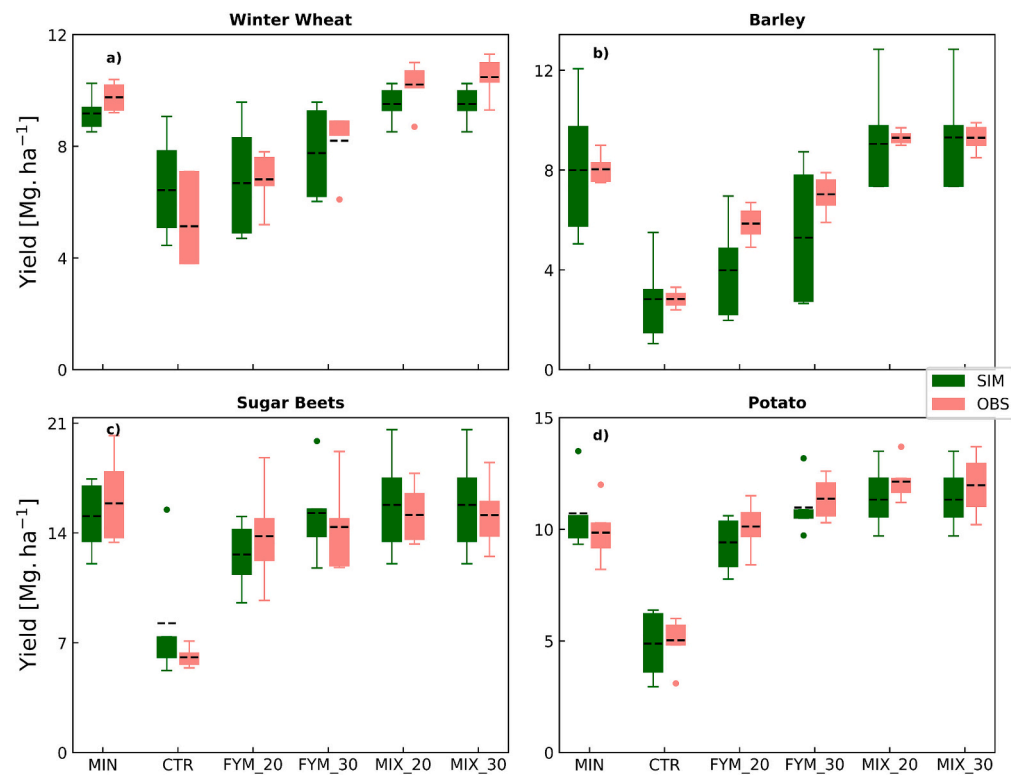 Winter Wheat
Barley
a)
b)
Yield [Mg. ha⁻¹]
12
8
4
0
12
8
4
0
SIM
OBS
Sugar Beets
Potato
c)
d)
Yield [Mg. ha⁻¹]
21
14
7
0
15
10
5
0
MIN CTR FYM_20 FYM_30 MIX_20 MIX_30
MIN CTR FYM_20 FYM_30 MIX_20 MIX_30